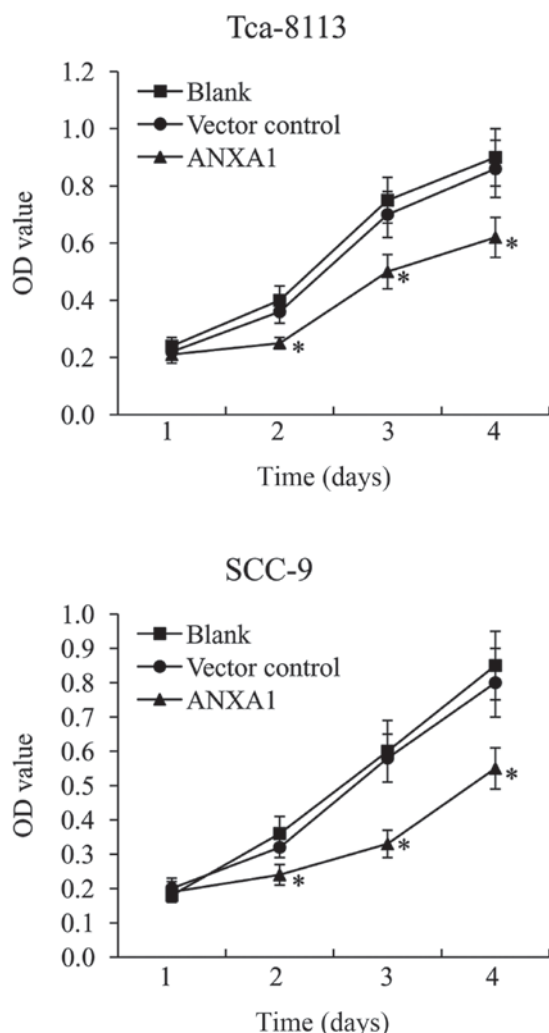 Tca-8113
1.2
1.0
0.8
0.6
0.4
0.2
0.0
OD value
Blank
Vector control
ANXA1
*
*
*
1 2 3 4
Time (days)
SCC-9
1.0
0.9
0.8
0.7
0.6
0.5
0.4
0.3
0.2
0.1
0.0
OD value
Blank
Vector control
ANXA1
*
*
*
1 2 3 4
Time (days)